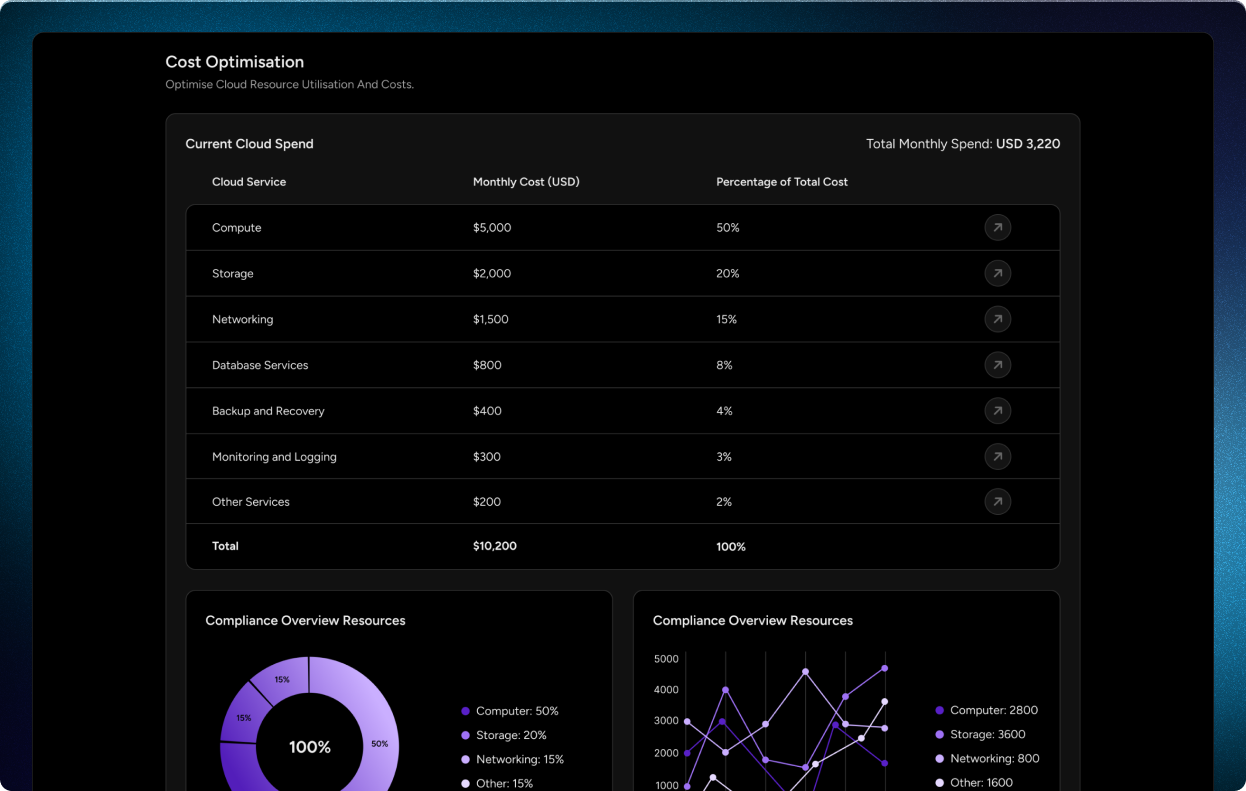 Cost Optimisation
Optimise Cloud Resource Utilisation And Costs.
Current Cloud Spend
Total Monthly Spend: USD 3,220
Cloud Service Monthly Cost (USD) Percentage of Total Cost
Compute $5,000 50%
Storage $2,000 20%
Networking $1,500 15%
Database Services $800 8%
Backup and Recovery $400 4%
Monitoring and Logging $300 3%
Other Services $200 2%
Total $10,200 100%
Compliance Overview Resources
15%
15%
50%
100%
Computer: 50%
Storage: 20%
Networking: 15%
Other: 15%
Compliance Overview Resources
5000
4000
3000
2000
1000
Computer: 2800
Storage: 3600
Networking: 800
Other: 1600